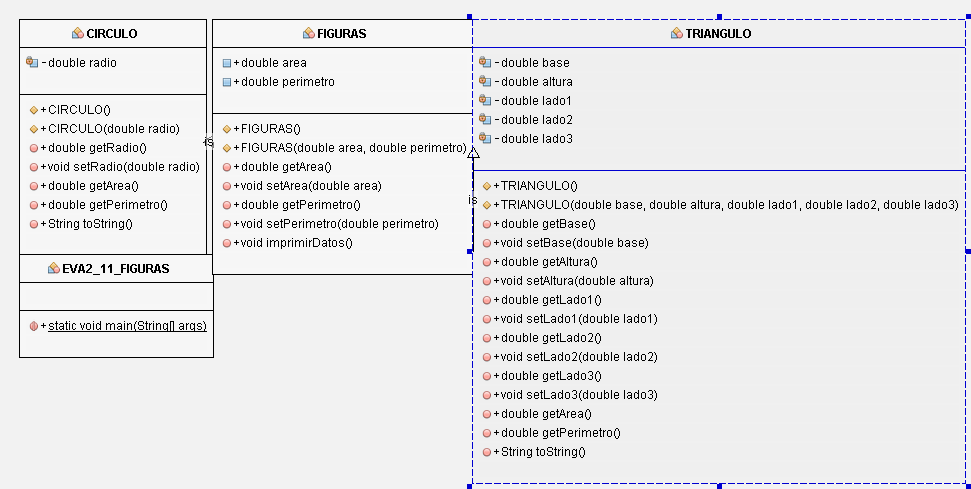 CIRCULO
- double radio
+ CIRCULO()
+ CIRCULO(double radio)
+ double getRadio()
+ void setRadio(double radio)
+ double getArea()
+ double getPerimetro()
+ String toString()
EVA2_11_FIGURAS
+ static void main(String[] args)
is
FIGURAS
+ double area
+ double perimetro
+ FIGURAS()
+ FIGURAS(double area, double perimetro)
+ double getArea()
+ void setArea(double area)
+ double getPerimetro()
+ void setPerimetro(double perimetro)
+ void imprimirDatos()
is
TRIANGULO
- double base
- double altura
- double lado1
- double lado2
- double lado3
+ TRIANGULO()
+ TRIANGULO(double base, double altura, double lado1, double lado2, double lado3)
+ double getBase()
+ void setBase(double base)
+ double getAltura()
+ void setAltura(double altura)
+ double getLado1()
+ void setLado1(double lado1)
+ double getLado2()
+ void setLado2(double lado2)
+ double getLado3()
+ void setLado3(double lado3)
+ double getArea()
+ double getPerimetro()
+ String toString()